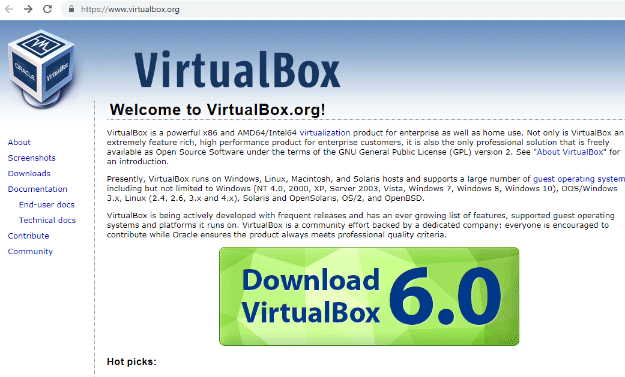 https://www.virtualbox.org
ORACLE
VirtualBox
VirtualBox
Welcome to VirtualBox.org!
About
Screenshots
Downloads
Documentation
End-user docs
Technical docs
Contribute
Community
VirtualBox is a powerful x86 and AMD64/Intel64 virtualization product for enterprise as well as home use. Not only is VirtualBox an
extremely feature rich, high performance product for enterprise customers, it is also the only professional solution that is freely
available as Open Source Software under the terms of the GNU General Public License (GPL) version 2. See "About VirtualBox" for
an introduction.
Presently, VirtualBox runs on Windows, Linux, Macintosh, and Solaris hosts and supports a large number of guest operating system
including but not limited to Windows (NT 4.0, 2000, XP, Server 2003, Vista, Windows 7, Windows 8, Windows 10), DOS/Windows
3.x, Linux (2.4, 2.6, 3.x and 4.x), Solaris and OpenSolaris, OS/2, and OpenBSD.
VirtualBox is being actively developed with frequent releases and has an ever growing list of features, supported guest operating
systems and platforms it runs on. VirtualBox is a community effort backed by a dedicated company: everyone is encouraged to
contribute while Oracle ensures the product always meets professional quality criteria.
Download
VirtualBox
6.0
Hot picks: